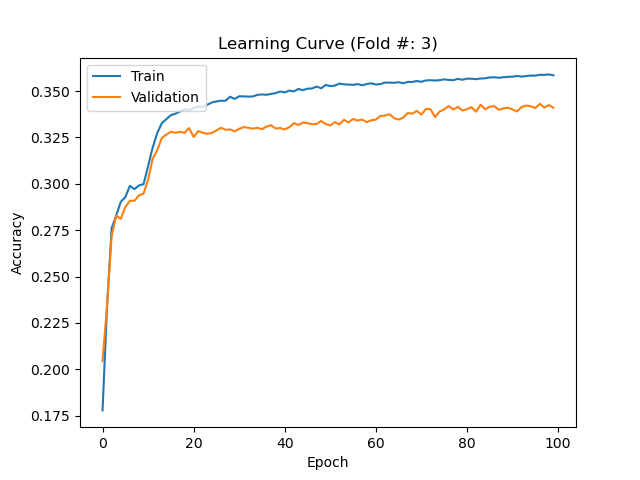 Learning Curve (Fold #: 3)
Train
Validation
0.350
0.325
0.300
0.275
0.250
0.225
0.200
0.175
Accuracy
0 20 40 60 80 100
Epoch